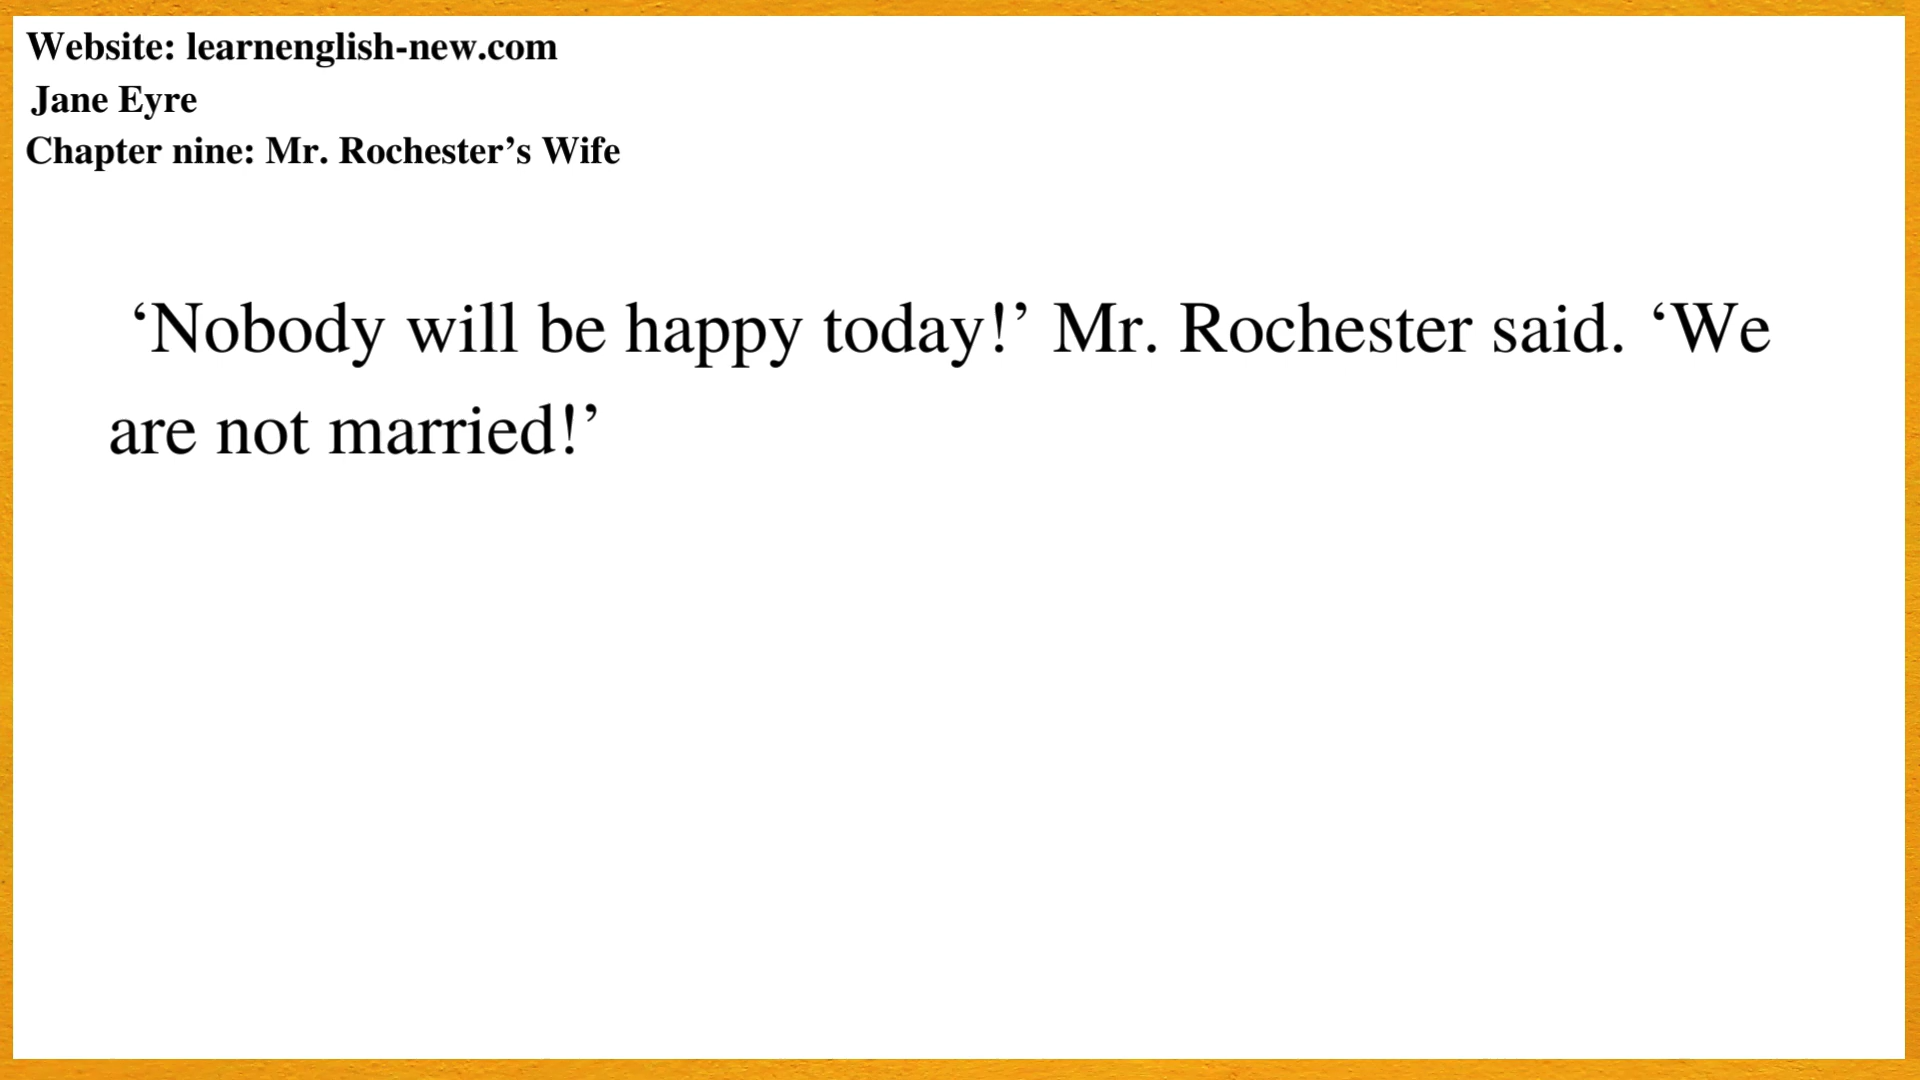 Website: learnenglish-new.com
Jane Eyre
Chapter nine: Mr. Rochester’s Wife
‘Nobody will be happy today!’ Mr. Rochester said. ‘We
are not married!’